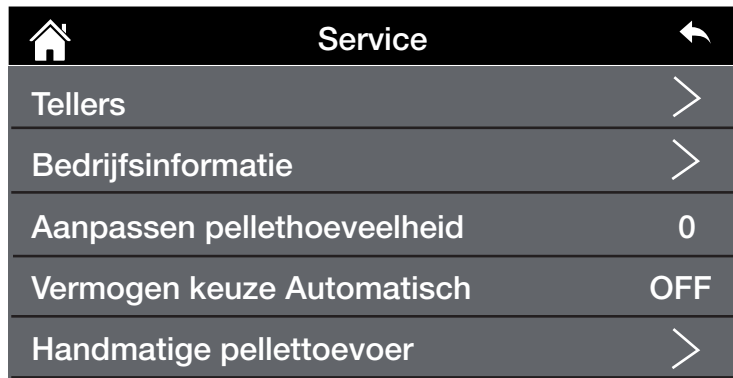 Service
Tellers
Bedrijfsinformatie
Aanpassen pellethoeveelheid 0
Vermogen keuze Automatisch OFF
Handmatige pellettoevoer